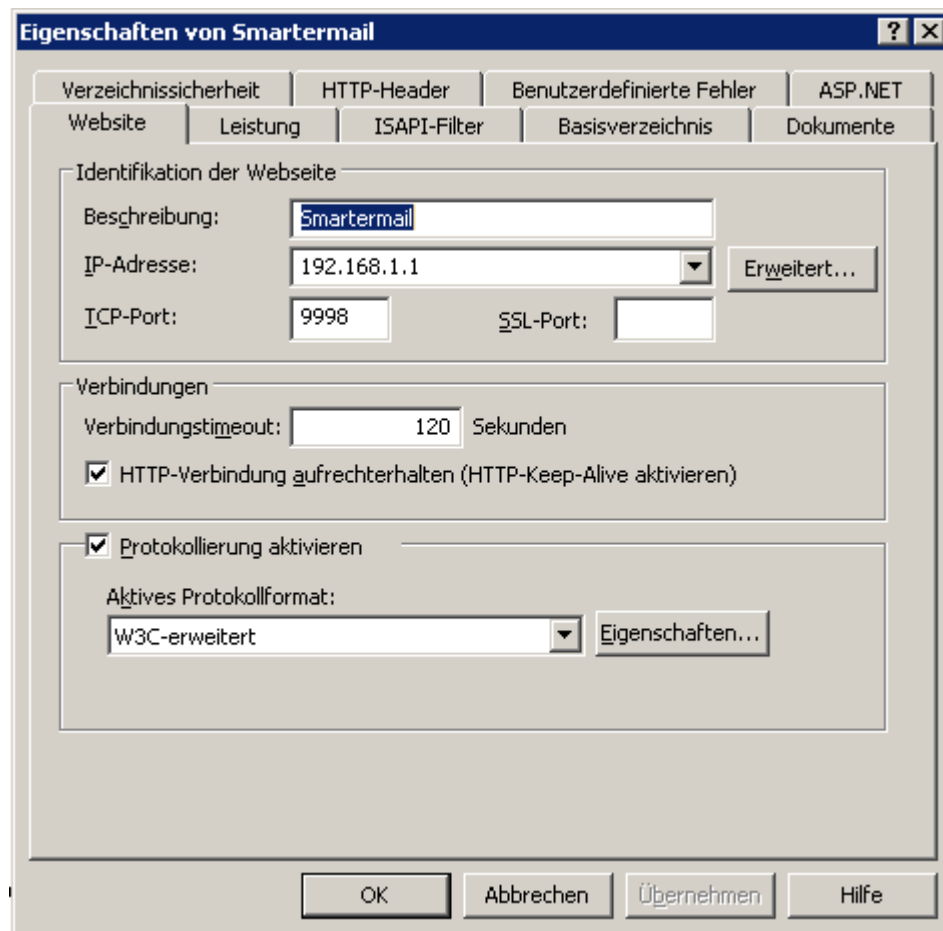 Eigenschaften von Smartermail
Verzeichnissicherheit HTTP-Header Benutzerdefinierte Fehler ASP.NET
Website Leistung ISAPI-Filter Basisverzeichnis Dokumente
Identifikation der Webseite
Beschreibung: Smartermail
IP-Adresse: 192.168.1.1 Erweitert...
TCP-Port: 9998 SSL-Port:
Verbindungen
Verbindungstimeout: 120 Sekunden
HTTP-Verbindung aufrechterhalten (HTTP-Keep-Alive aktivieren)
Protokollierung aktivieren
Aktives Protokollformat:
W3C-erweitert Eigenschaften...
OK Abbrechen Übernehmen Hilfe